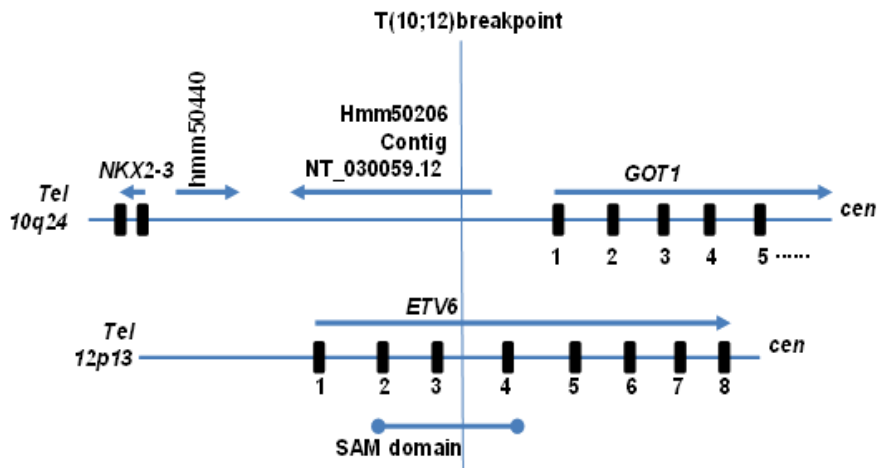 T(10;12)breakpoint
Hmm50206
Contig
NT_030059.12
hmm50440
NKX2-3
GOT1
Tel
10q24
cen
1 2 3 4 5 ......
ETV6
Tel
12p13
cen
1 2 3 4 5 6 7 8
SAM domain